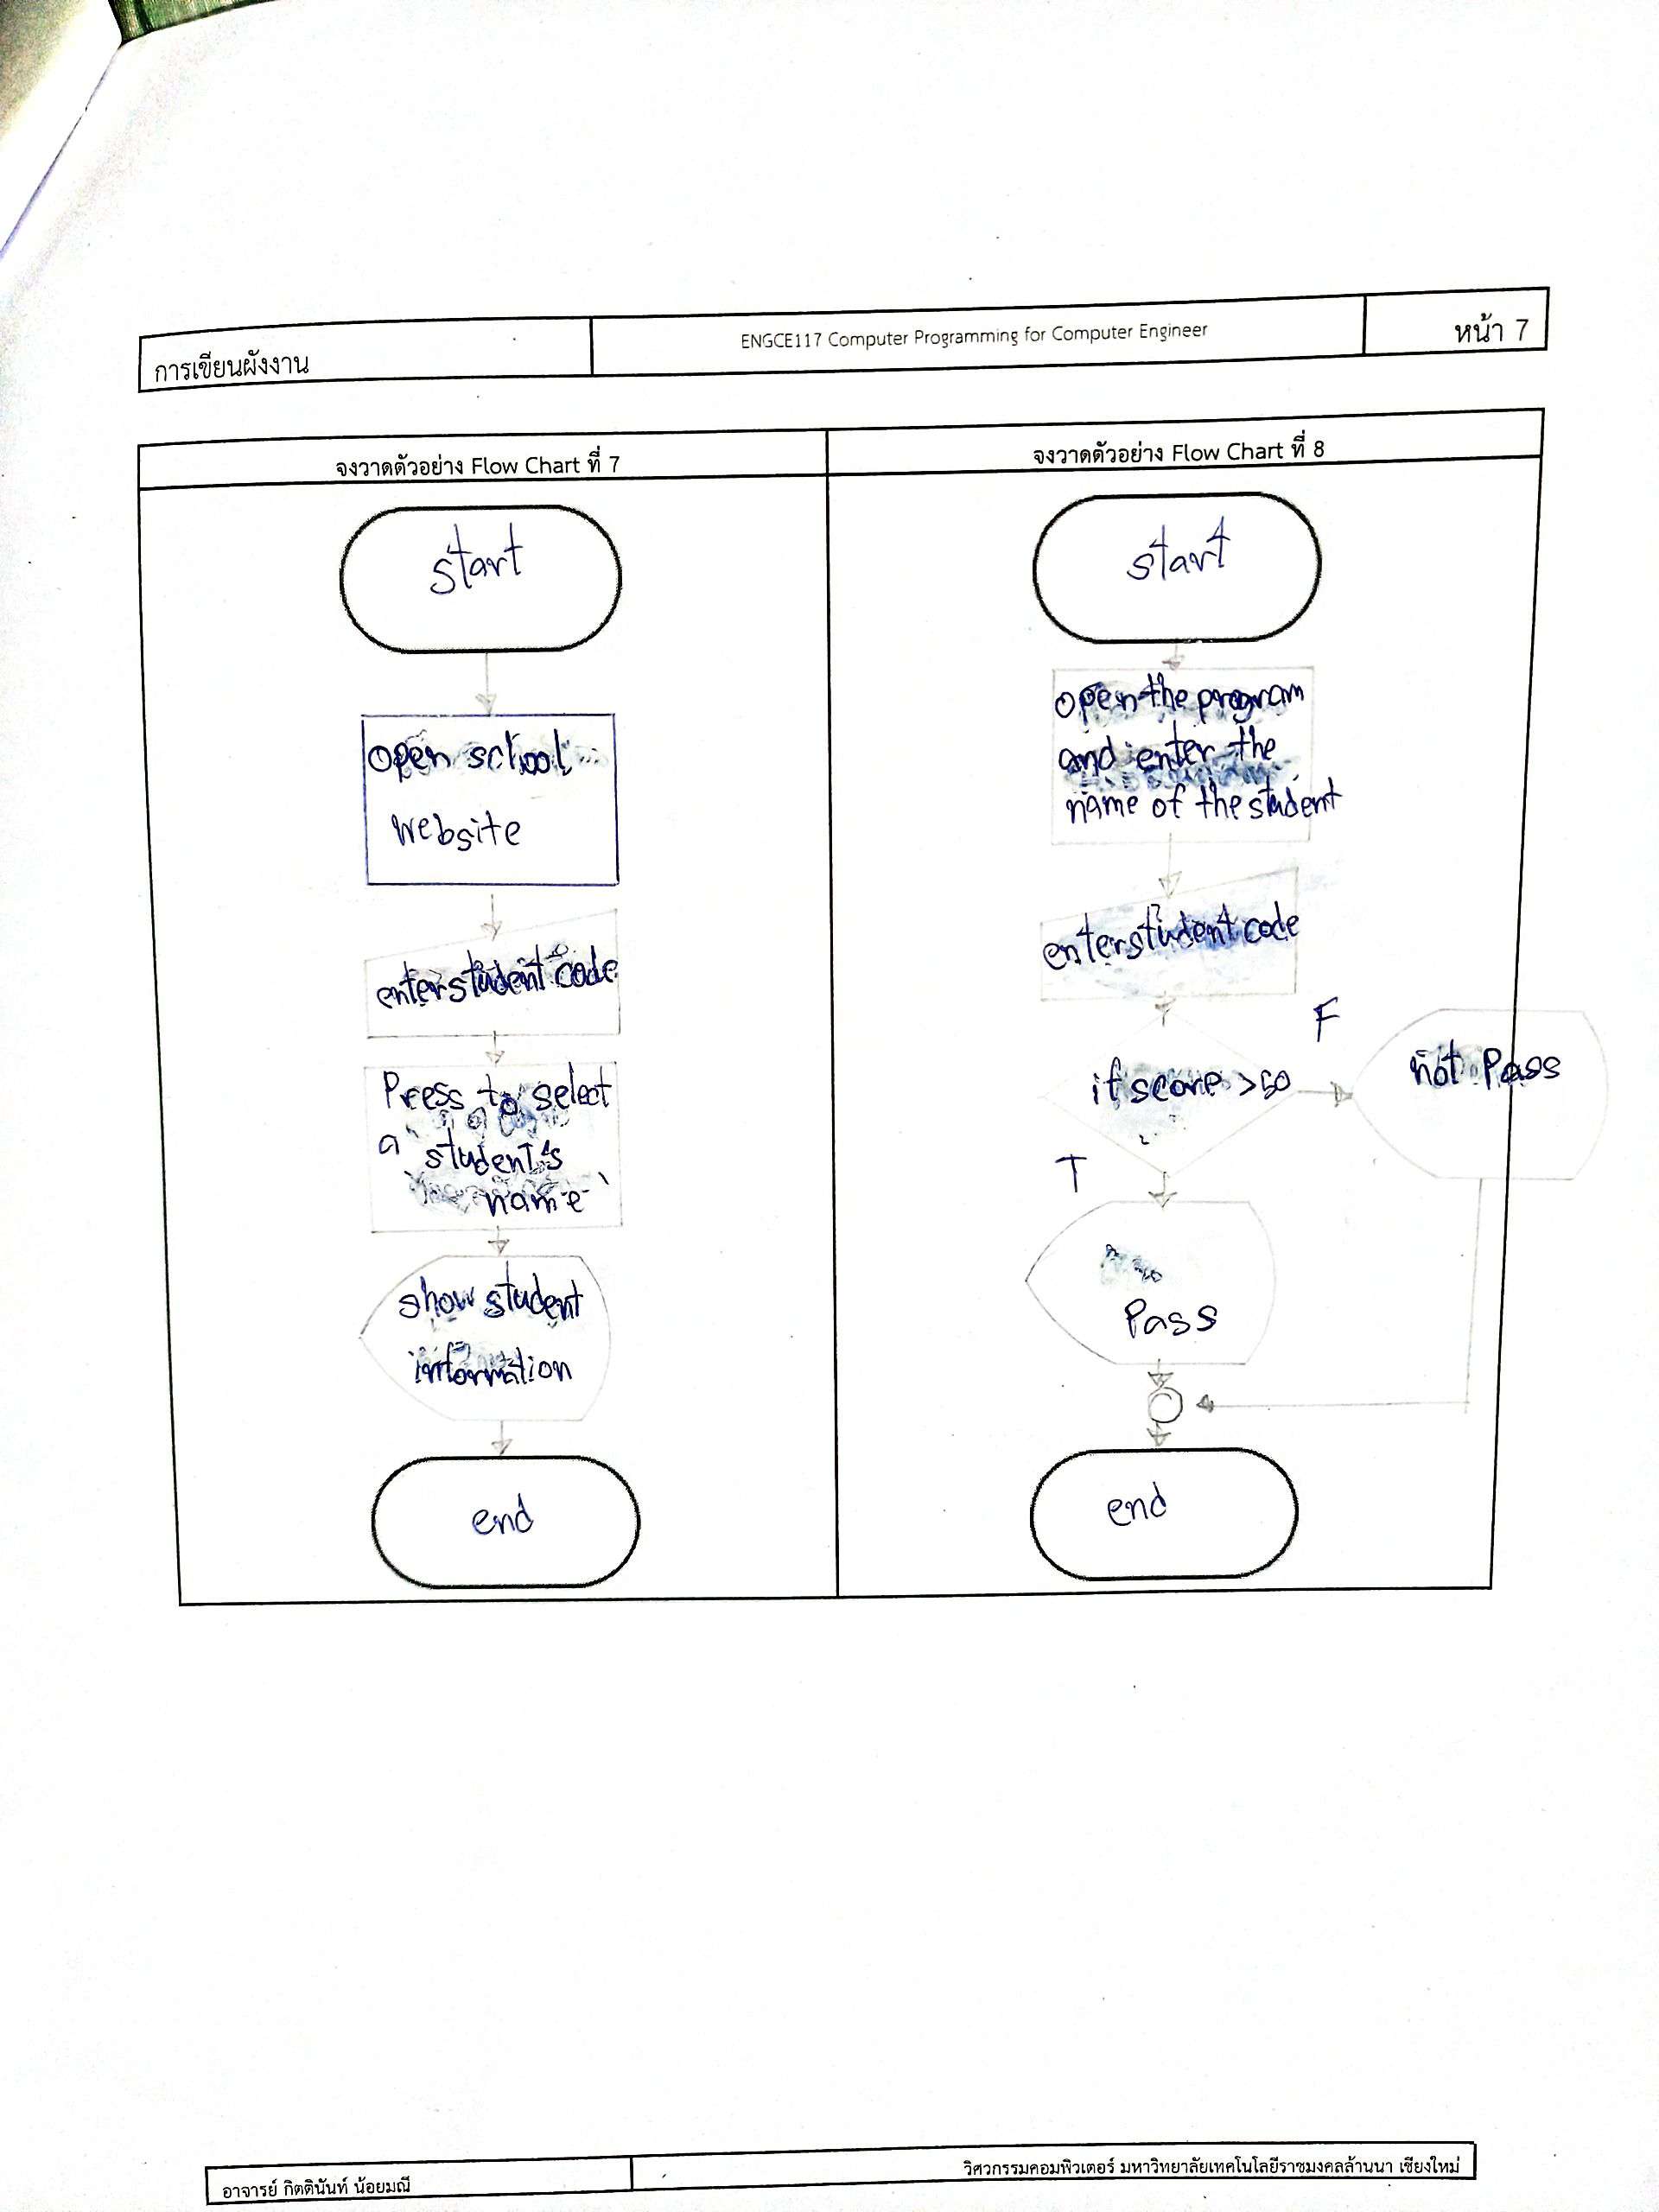 การเขียนผังงาน
ENGCE117 Computer Programming for Computer Engineer
หน้า 7
จงวาดตัวอย่าง Flow Chart ที่ 7
start
open school
website
enter student code
Press to select
a student's
name
show student
information
end
จงวาดตัวอย่าง Flow Chart ที่ 8
start
open the program
and enter the
name of the student
enter student code
if score >50
F
not Pass
T
Pass
end
อาจารย์ กิตตินันท์ น้อยมณี
วิศวกรรมคอมพิวเตอร์ มหาวิทยาลัยเทคโนโลยีราชมงคลล้านนา เชียงใหม่